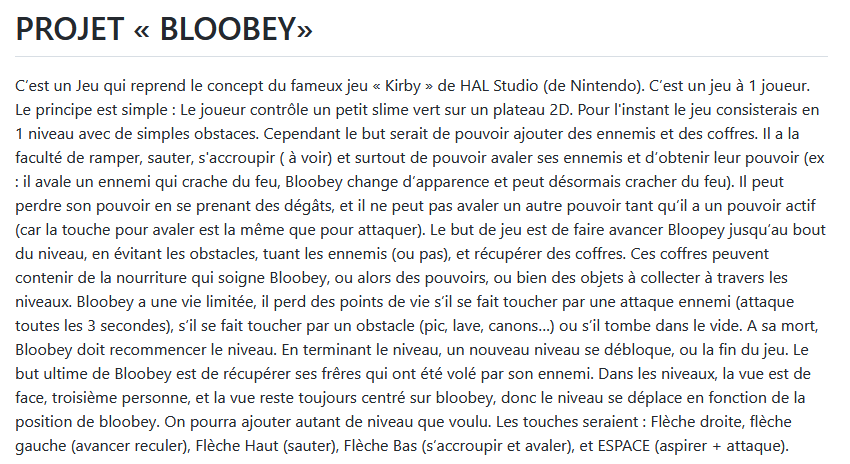 PROJET « BLOOBEY»
C’est un Jeu qui reprend le concept du fameux jeu « Kirby » de HAL Studio (de Nintendo). C’est un jeu à 1 joueur.
Le principe est simple : Le joueur contrôle un petit slime vert sur un plateau 2D. Pour l'instant le jeu consisterais en
1 niveau avec de simples obstaces. Cependant le but serait de pouvoir ajouter des ennemis et des coffres. Il a la
faculté de ramper, sauter, s'accroupir ( à voir) et surtout de pouvoir avaler ses ennemis et d’obtenir leur pouvoir (ex
: il avale un ennemi qui crache du feu, Bloobey change d’apparence et peut désormais cracher du feu). Il peut
perdre son pouvoir en se prenant des dégâts, et il ne peut pas avaler un autre pouvoir tant qu’il a un pouvoir actif
(car la touche pour avaler est la même que pour attaquer). Le but de jeu est de faire avancer Bloopey jusqu’au bout
du niveau, en évitant les obstacles, tuant les ennemis (ou pas), et récupérer des coffres. Ces coffres peuvent
contenir de la nourriture qui soigne Bloobey, ou alors des pouvoirs, ou bien des objets à collecter à travers les
niveaux. Bloobey a une vie limitée, il perd des points de vie s’il se fait toucher par une attaque ennemi (attaque
toutes les 3 secondes), s’il se fait toucher par un obstacle (pic, lave, canons…) ou s’il tombe dans le vide. A sa mort,
Bloobey doit recommencer le niveau. En terminant le niveau, un nouveau niveau se débloque, ou la fin du jeu. Le
but ultime de Bloobey est de récupérer ses frêres qui ont été volé par son ennemi. Dans les niveaux, la vue est de
face, troisième personne, et la vue reste toujours centré sur bloobey, donc le niveau se déplace en fonction de la
position de bloobey. On pourra ajouter autant de niveau que voulu. Les touches seraient : Flèche droite, flèche
gauche (avancer reculer), Flèche Haut (sauter), Flèche Bas (s’accroupir et avaler), et ESPACE (aspirer + attaque).